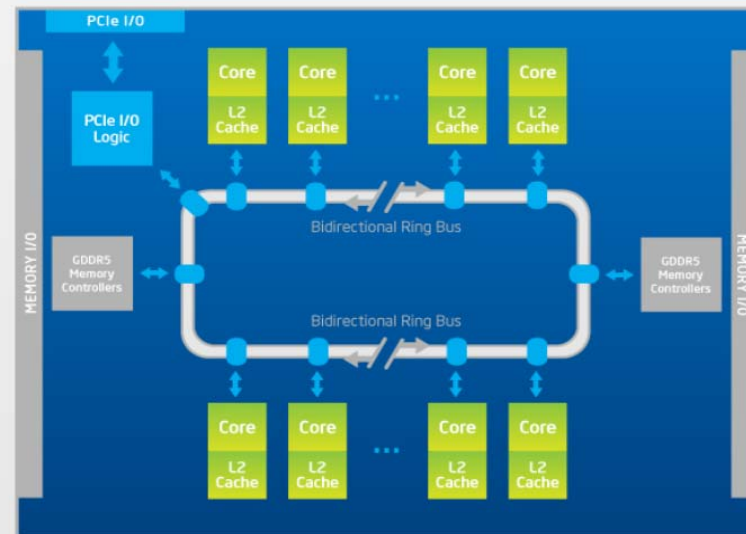 PCIe I/O
PCIe I/O
Logic
Core
L2
Cache
Core
L2
Cache
...
Core
L2
Cache
Core
L2
Cache
Bidirectional Ring Bus
MEMORY I/O
GDDR5
Memory
Controllers
GDDR5
Memory
Controllers
MEMORY I/O
Bidirectional Ring Bus
Core
L2
Cache
Core
L2
Cache
...
Core
L2
Cache
Core
L2
Cache